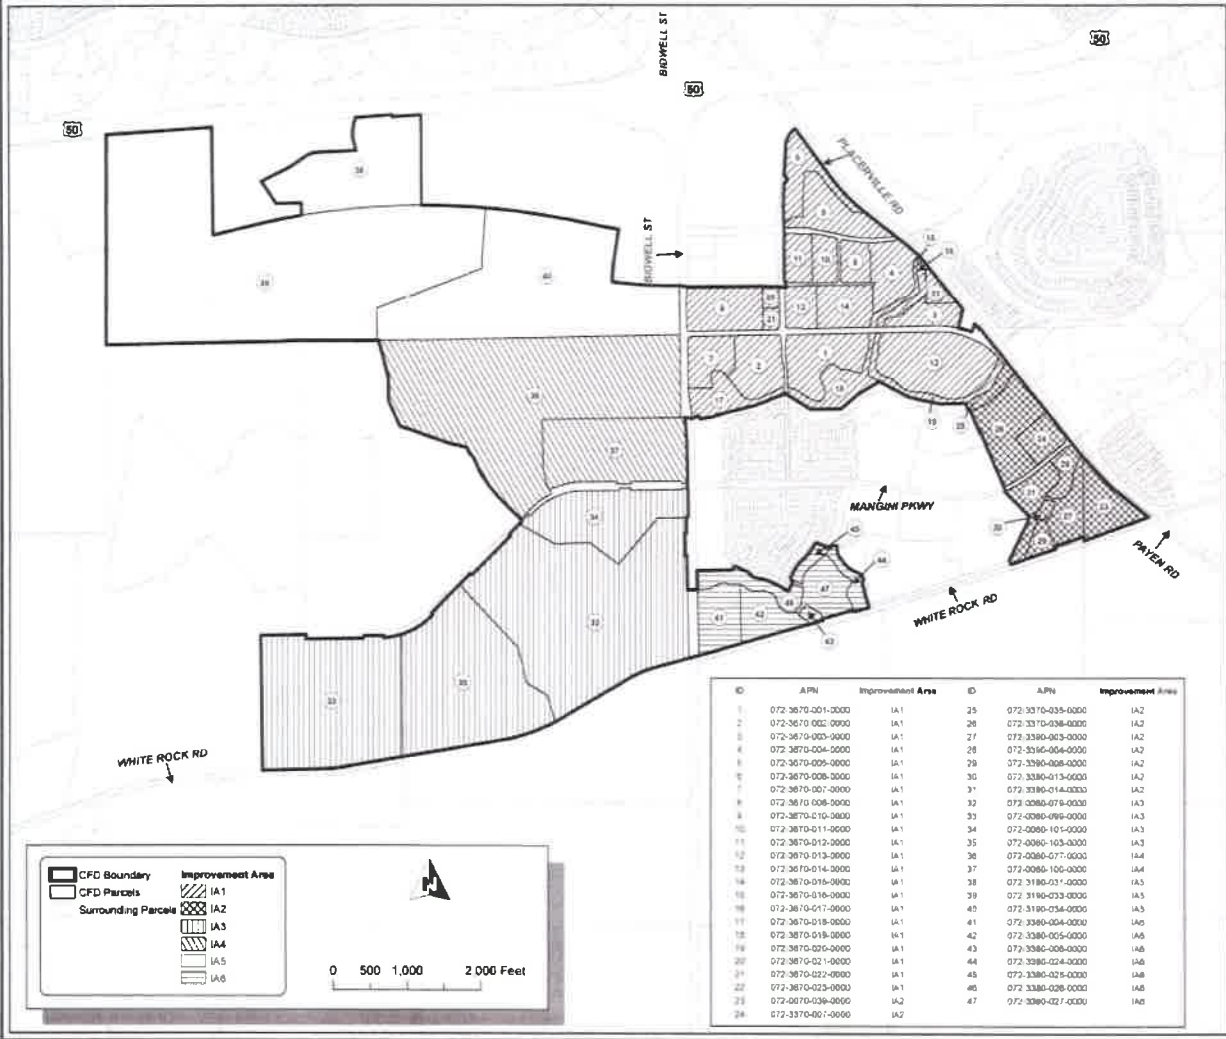 BIDWELL ST
50
50
50
PLACERVILLE RD
BIDWELL ST
MANGINI PKWY
PAYEN RD
WHITE ROCK RD
WHITE ROCK RD
CFD Boundary
CFD Parcels
Surrounding Parcels
Improvement Area
IA1
IA2
IA3
IA4
IA5
IA6
N
0 500 1,000 2,000 Feet
ID APN Improvement Area ID APN Improvement Area
1 072-3670-001-0000 IA1 25 072-3370-035-0000 IA2
2 072-3670-002-0000 IA1 26 072-3370-036-0000 IA2
3 072-3670-003-0000 IA1 27 072-3390-003-0000 IA2
4 072-3670-004-0000 IA1 28 072-3390-004-0000 IA2
5 072-3670-005-0000 IA1 29 072-3390-008-0000 IA2
6 072-3670-006-0000 IA1 30 072-3390-013-0000 IA2
7 072-3670-007-0000 IA1 31 072-3390-014-0000 IA2
8 072-3670-008-0000 IA1 32 072-0060-079-0000 IA3
9 072-3670-010-0000 IA1 33 072-0060-099-0000 IA3
10 072-3670-011-0000 IA1 34 072-0060-101-0000 IA3
11 072-3670-012-0000 IA1 35 072-0060-103-0000 IA3
12 072-3670-013-0000 IA1 36 072-0060-077-0000 IA4
13 072-3670-014-0000 IA1 37 072-0060-100-0000 IA4
14 072-3670-015-0000 IA1 38 072-3190-031-0000 IA5
15 072-3670-016-0000 IA1 39 072-3190-033-0000 IA5
16 072-3670-017-0000 IA1 40 072-3190-034-0000 IA5
17 072-3670-018-0000 IA1 41 072-3380-004-0000 IA6
18 072-3670-019-0000 IA1 42 072-3380-005-0000 IA6
19 072-3670-020-0000 IA1 43 072-3380-006-0000 IA6
20 072-3670-021-0000 IA1 44 072-3380-024-0000 IA6
21 072-3670-022-0000 IA1 45 072-3380-025-0000 IA6
22 072-3670-023-0000 IA1 46 072-3380-026-0000 IA6
23 072-0070-039-0000 IA2 47 072-3380-027-0000 IA6
24 072-3370-007-0000 IA2